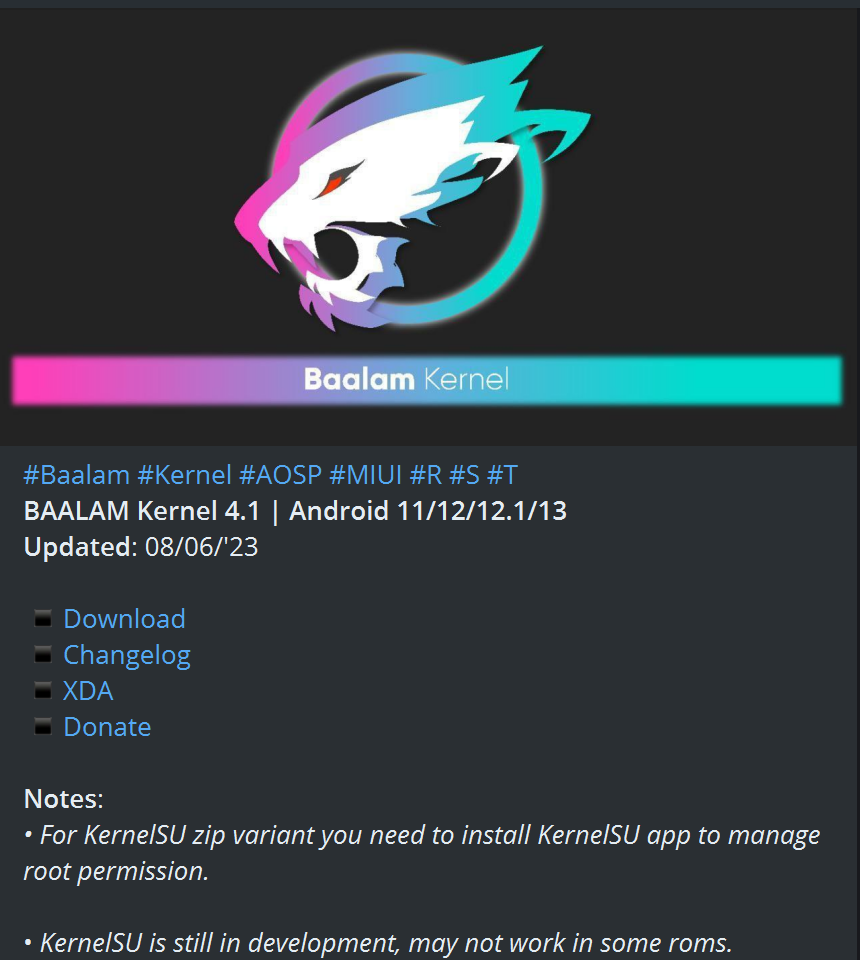 Baalam Kernel
#Baalam #Kernel #AOSP #MIUI #R #S #T
BAALAM Kernel 4.1 | Android 11/12/12.1/13
Updated: 08/06/'23
▪ Download
▪ Changelog
▪ XDA
▪ Donate
Notes:
• For KernelSU zip variant you need to install KernelSU app to manage
root permission.
• KernelSU is still in development, may not work in some roms.